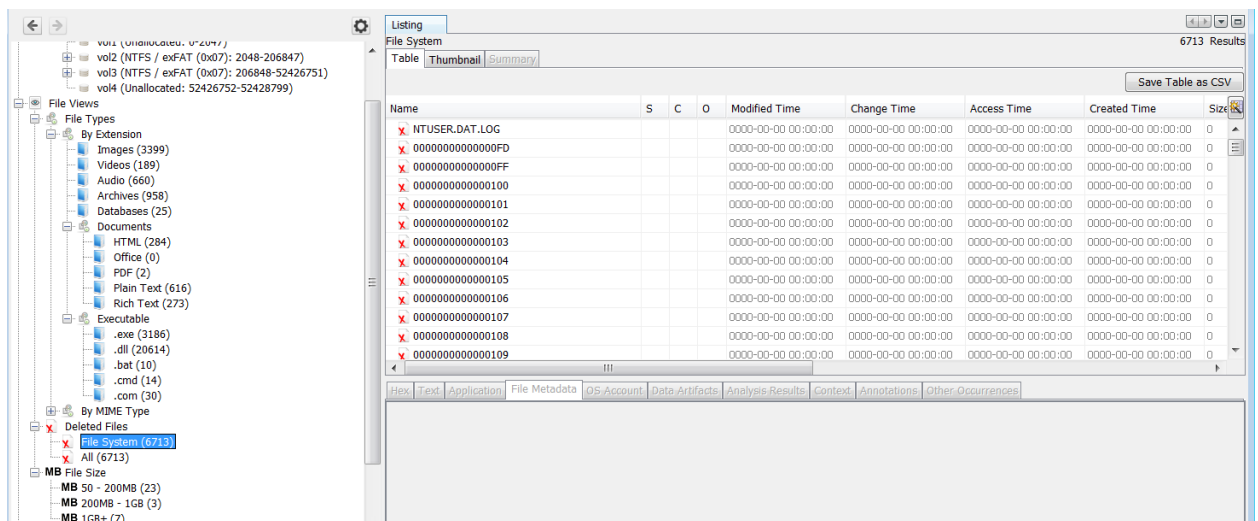 vol1 (Unallocated: 0-2047)
vol2 (NTFS / exFAT (0x07): 2048-206847)
vol3 (NTFS / exFAT (0x07): 206848-52426751)
vol4 (Unallocated: 52426752-52428799)
File Views
File Types
By Extension
Images (3399)
Videos (189)
Audio (660)
Archives (958)
Databases (25)
Documents
HTML (284)
Office (0)
PDF (2)
Plain Text (616)
Rich Text (273)
Executable
.exe (3186)
.dll (20614)
.bat (10)
.cmd (14)
.com (30)
By MIME Type
Deleted Files
File System (6713)
All (6713)
MB File Size
MB 50 - 200MB (23)
MB 200MB - 1GB (3)
MB 1GB+ (7)
Listing
File System 6713 Results
Table Thumbnail Summary
Save Table as CSV
Name S C O Modified Time Change Time Access Time Created Time Size
NTUSER.DAT.LOG 0000-00-00 00:00:00 0000-00-00 00:00:00 0000-00-00 00:00:00 0000-00-00 00:00:00 0
00000000000000FD 0000-00-00 00:00:00 0000-00-00 00:00:00 0000-00-00 00:00:00 0000-00-00 00:00:00 0
00000000000000FF 0000-00-00 00:00:00 0000-00-00 00:00:00 0000-00-00 00:00:00 0000-00-00 00:00:00 0
0000000000000100 0000-00-00 00:00:00 0000-00-00 00:00:00 0000-00-00 00:00:00 0000-00-00 00:00:00 0
0000000000000101 0000-00-00 00:00:00 0000-00-00 00:00:00 0000-00-00 00:00:00 0000-00-00 00:00:00 0
0000000000000102 0000-00-00 00:00:00 0000-00-00 00:00:00 0000-00-00 00:00:00 0000-00-00 00:00:00 0
0000000000000103 0000-00-00 00:00:00 0000-00-00 00:00:00 0000-00-00 00:00:00 0000-00-00 00:00:00 0
0000000000000104 0000-00-00 00:00:00 0000-00-00 00:00:00 0000-00-00 00:00:00 0000-00-00 00:00:00 0
0000000000000105 0000-00-00 00:00:00 0000-00-00 00:00:00 0000-00-00 00:00:00 0000-00-00 00:00:00 0
0000000000000106 0000-00-00 00:00:00 0000-00-00 00:00:00 0000-00-00 00:00:00 0000-00-00 00:00:00 0
0000000000000107 0000-00-00 00:00:00 0000-00-00 00:00:00 0000-00-00 00:00:00 0000-00-00 00:00:00 0
0000000000000108 0000-00-00 00:00:00 0000-00-00 00:00:00 0000-00-00 00:00:00 0000-00-00 00:00:00 0
0000000000000109 0000-00-00 00:00:00 0000-00-00 00:00:00 0000-00-00 00:00:00 0000-00-00 00:00:00 0
Hex Text Application File Metadata OS Account Data Artifacts Analysis Results Context Annotations Other Occurrences